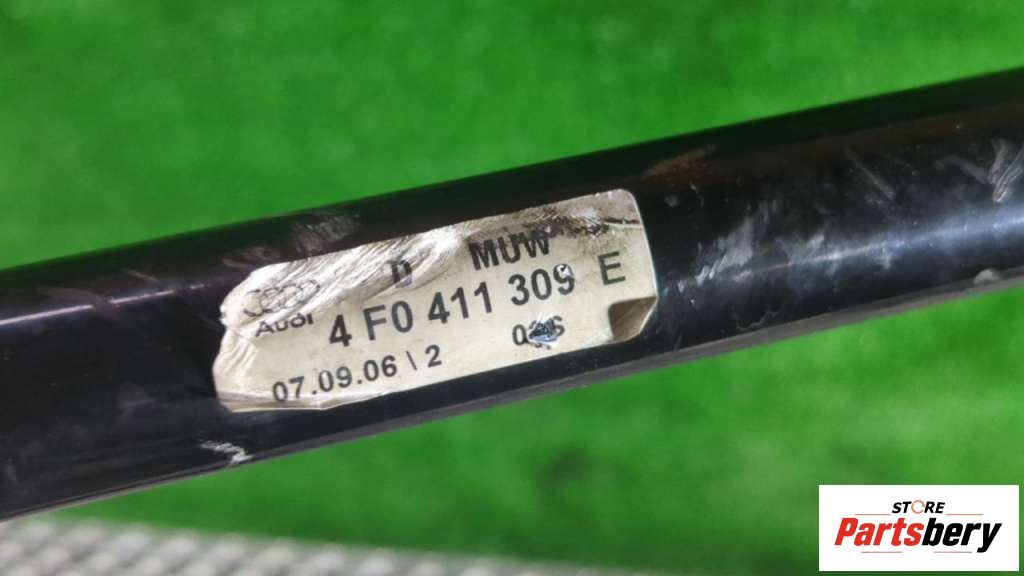 D MUW
AUDI 4 F0 411 309 E
07.09.06 \ 2
STORE
Partsbery